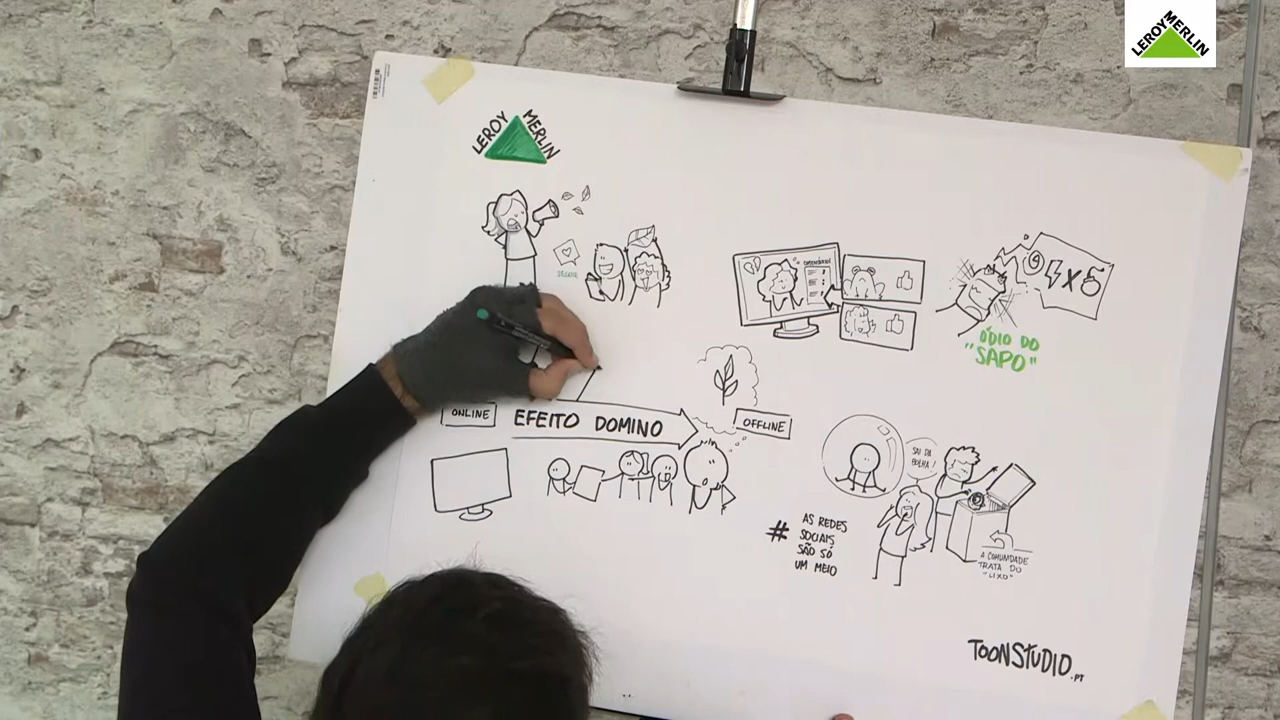 LEROY MERLIN
LEROY MERLIN
COMENTÁRIOS
ÓDIO DO
"SAPO"
ONLINE
EFEITO DOMINO
OFFLINE
SAI DA
BOLHA!
# AS REDES
SOCIAIS
SÃO SÓ
UM MEIO
A COMUNIDADE
TRATA DO
"LIXO"
TOONSTUDIO.PT